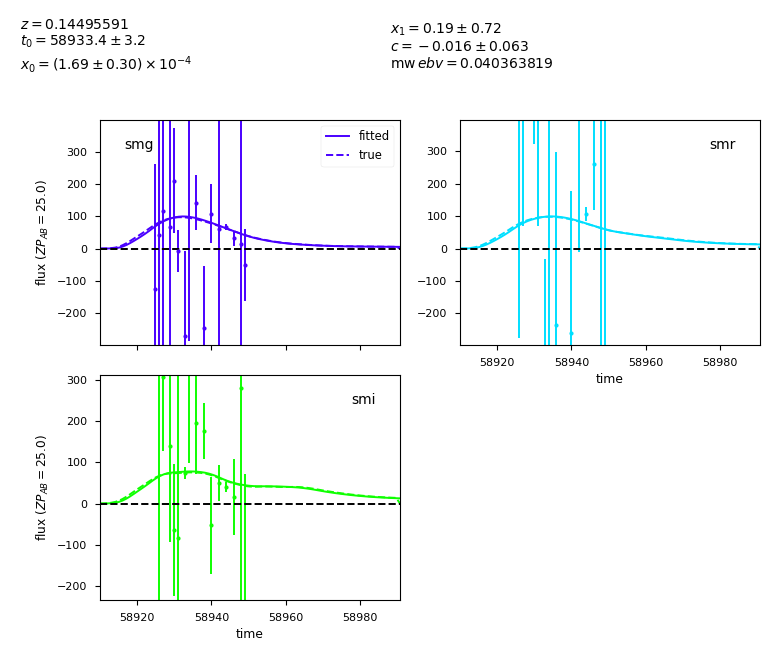 z = 0.14495591
t₀ = 58933.4 ± 3.2
x₀ = (1.69 ± 0.30) × 10⁻⁴
x₁ = 0.19 ± 0.72
c = −0.016 ± 0.063
mw ebv = 0.040363819
smg
fitted
true
300
200
100
0
−100
−200
flux (ZP_AB = 25.0)
smr
300
200
100
0
−100
−200
58920 58940 58960 58980
time
smi
300
200
100
0
−100
−200
flux (ZP_AB = 25.0)
58920 58940 58960 58980
time